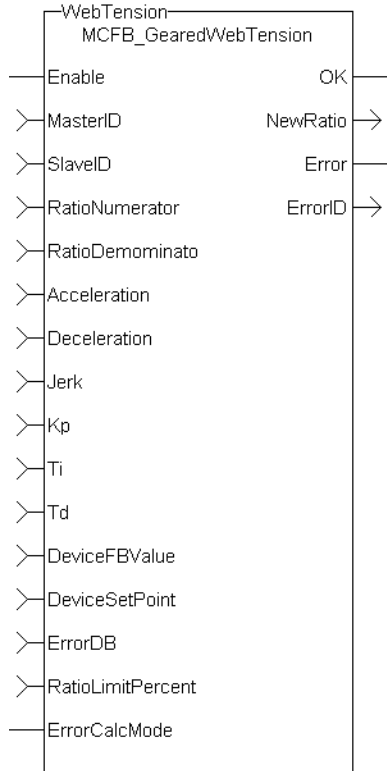 WebTension
MCFB_GearedWebTension
Enable OK
MasterID NewRatio
SlaveID Error
RatioNumerator ErrorID
RatioDemominato
Acceleration
Deceleration
Jerk
Kp
Ti
Td
DeviceFBValue
DeviceSetPoint
ErrorDB
RatioLimitPercent
ErrorCalcMode